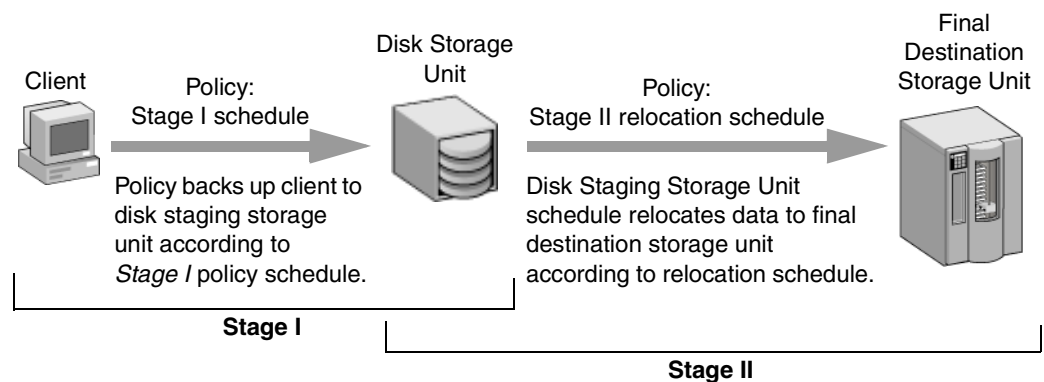 Client
Policy:
Stage I schedule
Policy backs up client to
disk staging storage
unit according to
Stage I policy schedule.
Disk Storage
Unit
Policy:
Stage II relocation schedule
Disk Staging Storage Unit
schedule relocates data to final
destination storage unit
according to relocation schedule.
Final
Destination
Storage Unit
Stage I
Stage II